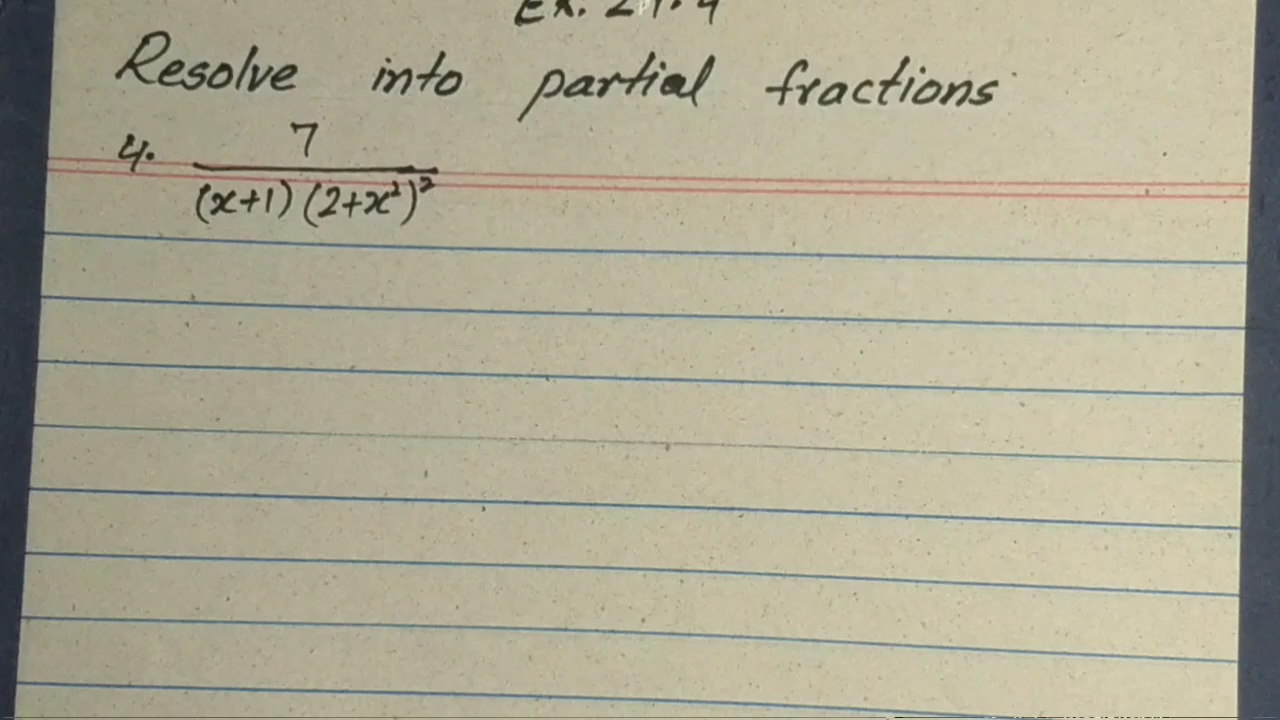 Resolve into partial fractions
4. 7
(x+1) (2+x²)²